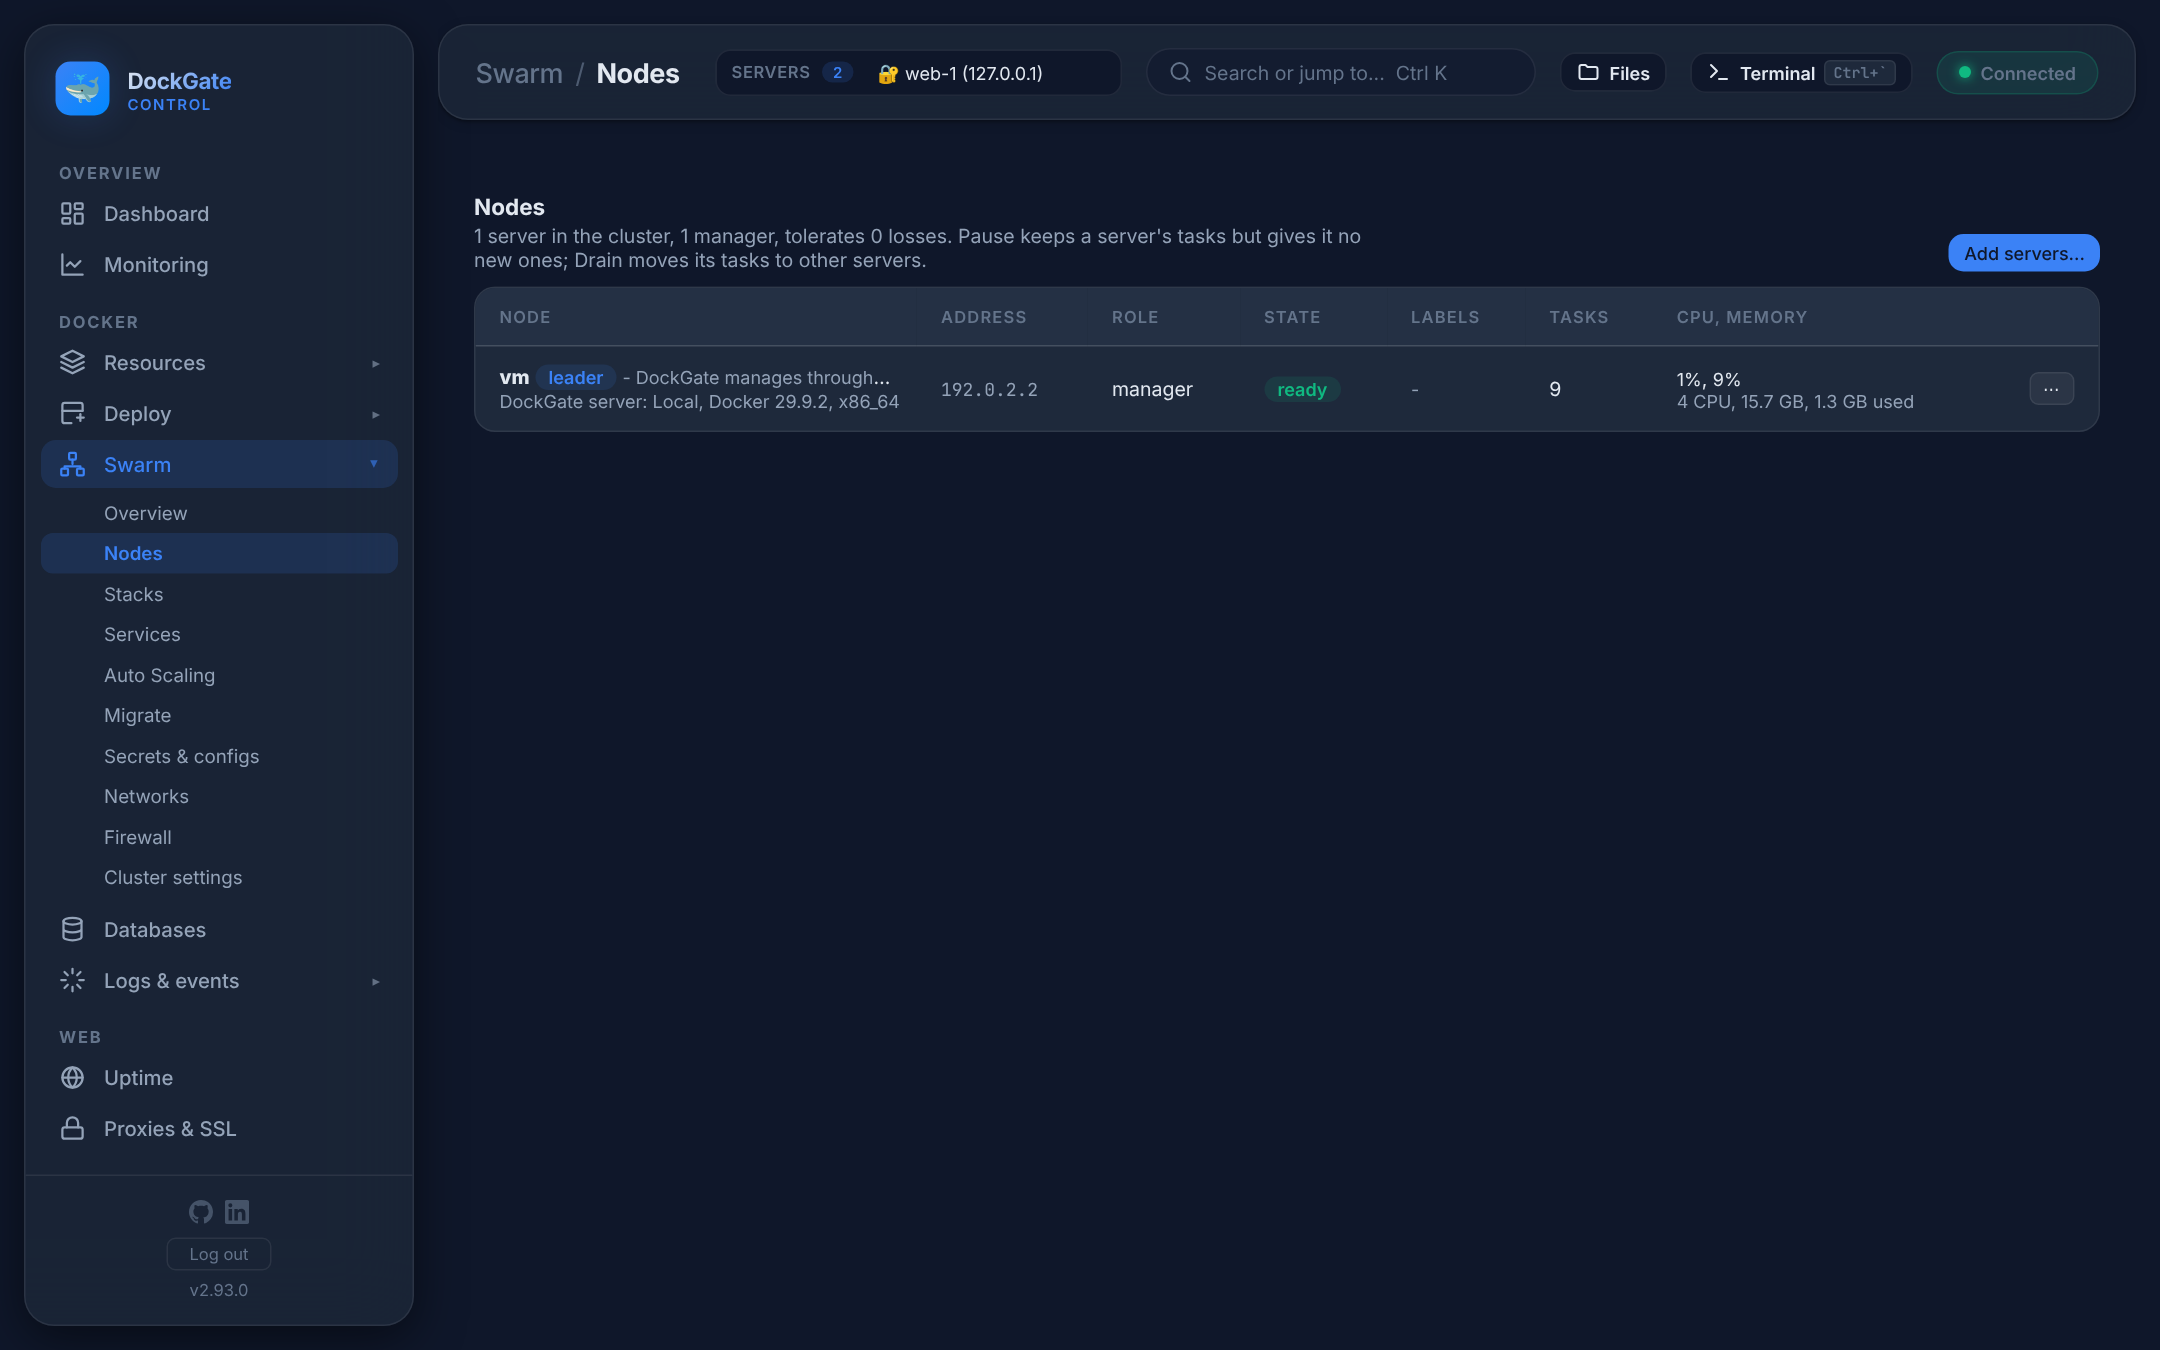 DockGate
CONTROL
OVERVIEW
Dashboard
Monitoring
DOCKER
Resources
Deploy
Swarm
Overview
Nodes
Stacks
Services
Auto Scaling
Migrate
Secrets & configs
Networks
Firewall
Cluster settings
Databases
Logs & events
WEB
Uptime
Proxies & SSL
Log out
v2.93.0
Swarm / Nodes
SERVERS 2 web-1 (127.0.0.1)
Search or jump to... Ctrl K
Files
Terminal Ctrl+`
Connected
Nodes
1 server in the cluster, 1 manager, tolerates 0 losses. Pause keeps a server's tasks but gives it no
new ones; Drain moves its tasks to other servers.
Add servers...
NODE ADDRESS ROLE STATE LABELS TASKS CPU, MEMORY
vm leader - DockGate manages through...
DockGate server: Local, Docker 29.9.2, x86_64
192.0.2.2 manager ready - 9
1%, 9%
4 CPU, 15.7 GB, 1.3 GB used
...